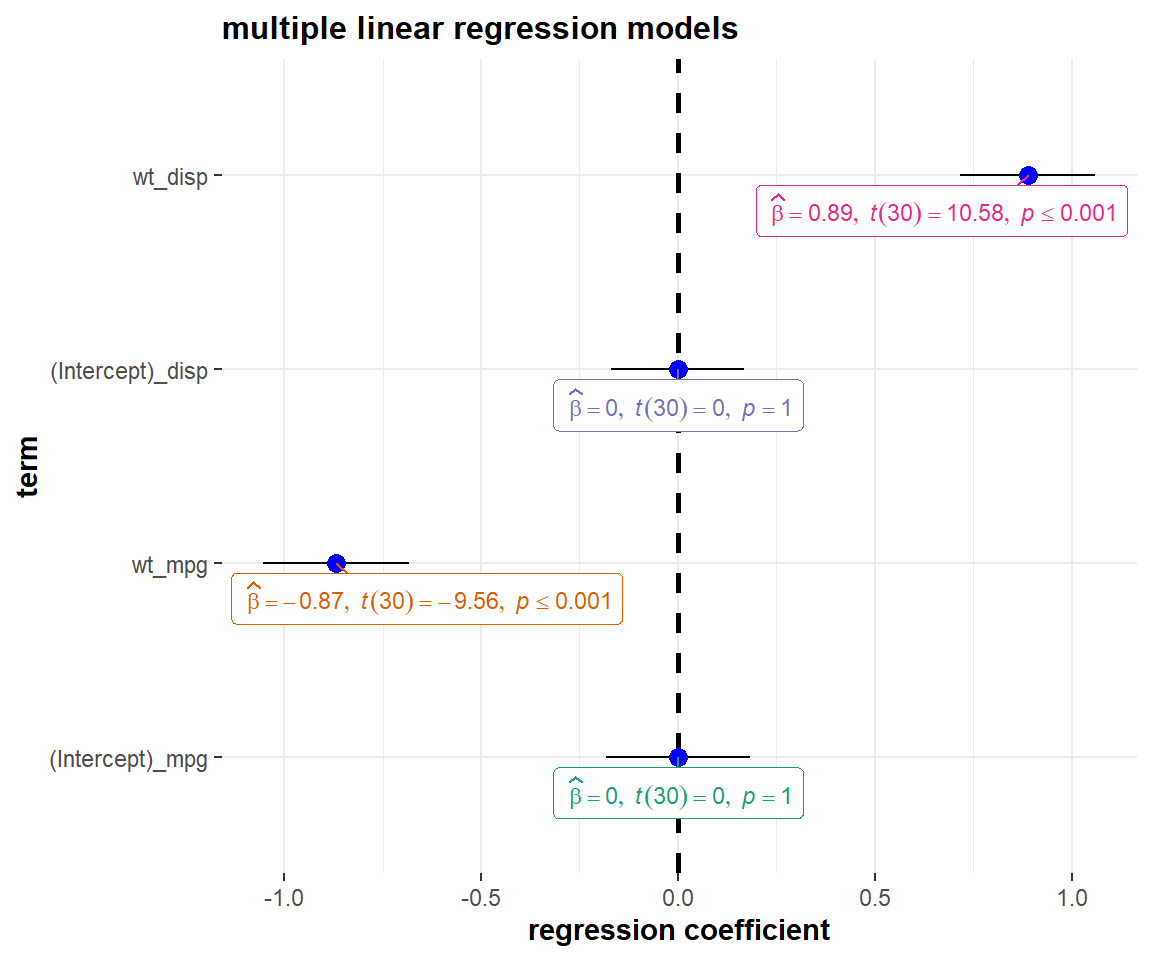 multiple linear regression models
wt_disp
β̂ = 0.89, t(30) = 10.58, p ≤ 0.001
(Intercept)_disp
β̂ = 0, t(30) = 0, p = 1
term
wt_mpg
β̂ = −0.87, t(30) = −9.56, p ≤ 0.001
(Intercept)_mpg
β̂ = 0, t(30) = 0, p = 1
-1.0 -0.5 0.0 0.5 1.0
regression coefficient